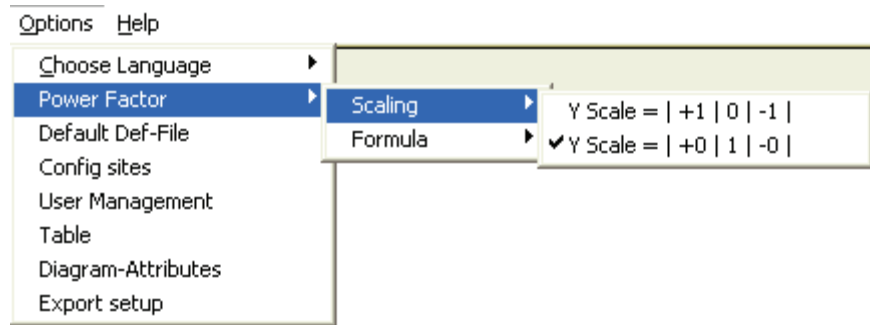 Options Help
Choose Language
Power Factor
Default Def-File
Config sites
User Management
Table
Diagram-Attributes
Export setup
Scaling
Formula
Y Scale = | +1 | 0 | -1 |
Y Scale = | +0 | 1 | -0 |